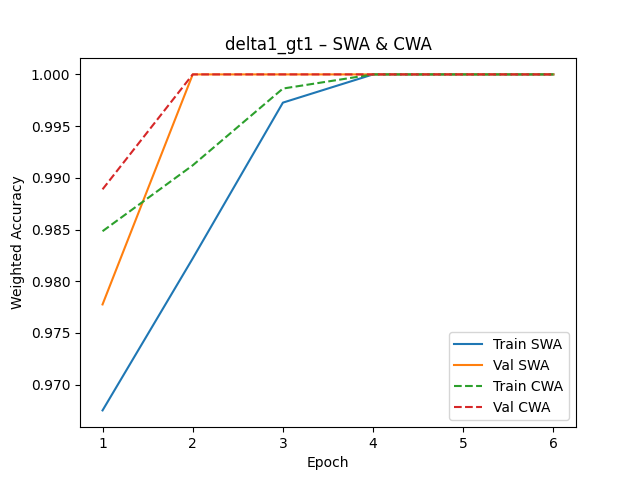 delta1_gt1 – SWA & CWA
Weighted Accuracy
1.000
0.995
0.990
0.985
0.980
0.975
0.970
1 2 3 4 5 6
Epoch
Train SWA
Val SWA
Train CWA
Val CWA